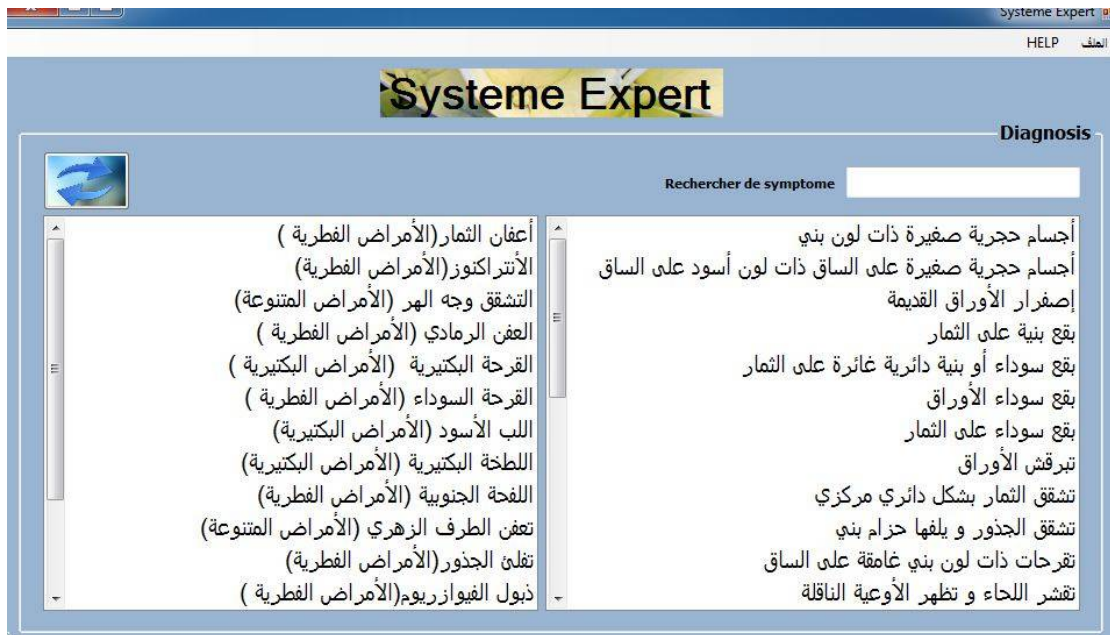 Systeme Expert
الملف HELP
Systeme Expert
Diagnosis
Rechercher de symptome
أجسام حجرية صغيرة ذات لون بني
أجسام حجرية صغيرة على الساق ذات لون أسود على الساق
إصفرار الأوراق القديمة
بقع بنية على الثمار
بقع سوداء أو بنية دائرية غائرة على الثمار
بقع سوداء الأوراق
بقع سوداء على الثمار
تبرقش الأوراق
تشقق الثمار بشكل دائري مركزي
تشقق الجذور و يلفها حزام بني
تقرحات ذات لون بني غامقة على الساق
تقشر اللحاء و تظهر الأوعية الناقلة
أعفان الثمار(الأمراض الفطرية )
الأنتراكنوز(الأمراض الفطرية)
التشقق وجه الهر (الأمراض المتنوعة)
العفن الرمادي (الأمراض الفطرية )
القرحة البكتيرية (الأمراض البكتيرية )
القرحة السوداء (الأمراض الفطرية )
اللب الأسود (الأمراض البكتيرية)
اللطخة البكتيرية (الأمراض البكتيرية)
اللفحة الجنوبية (الأمراض الفطرية)
تعفن الطرف الزهري (الأمراض المتنوعة)
تفلئ الجذور(الأمراض الفطرية)
ذبول الفيوازريوم(الأمراض الفطرية )